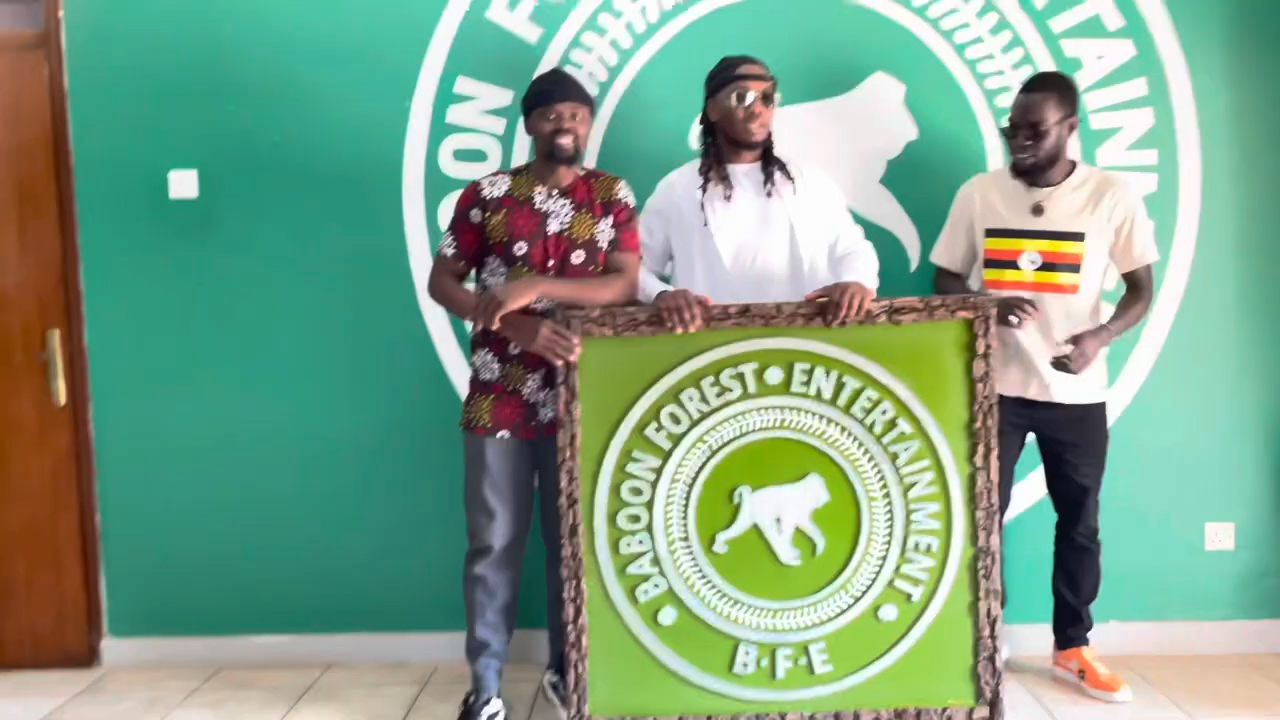 BABOON FOREST • ENTERTAINMENT
• B·F·E •